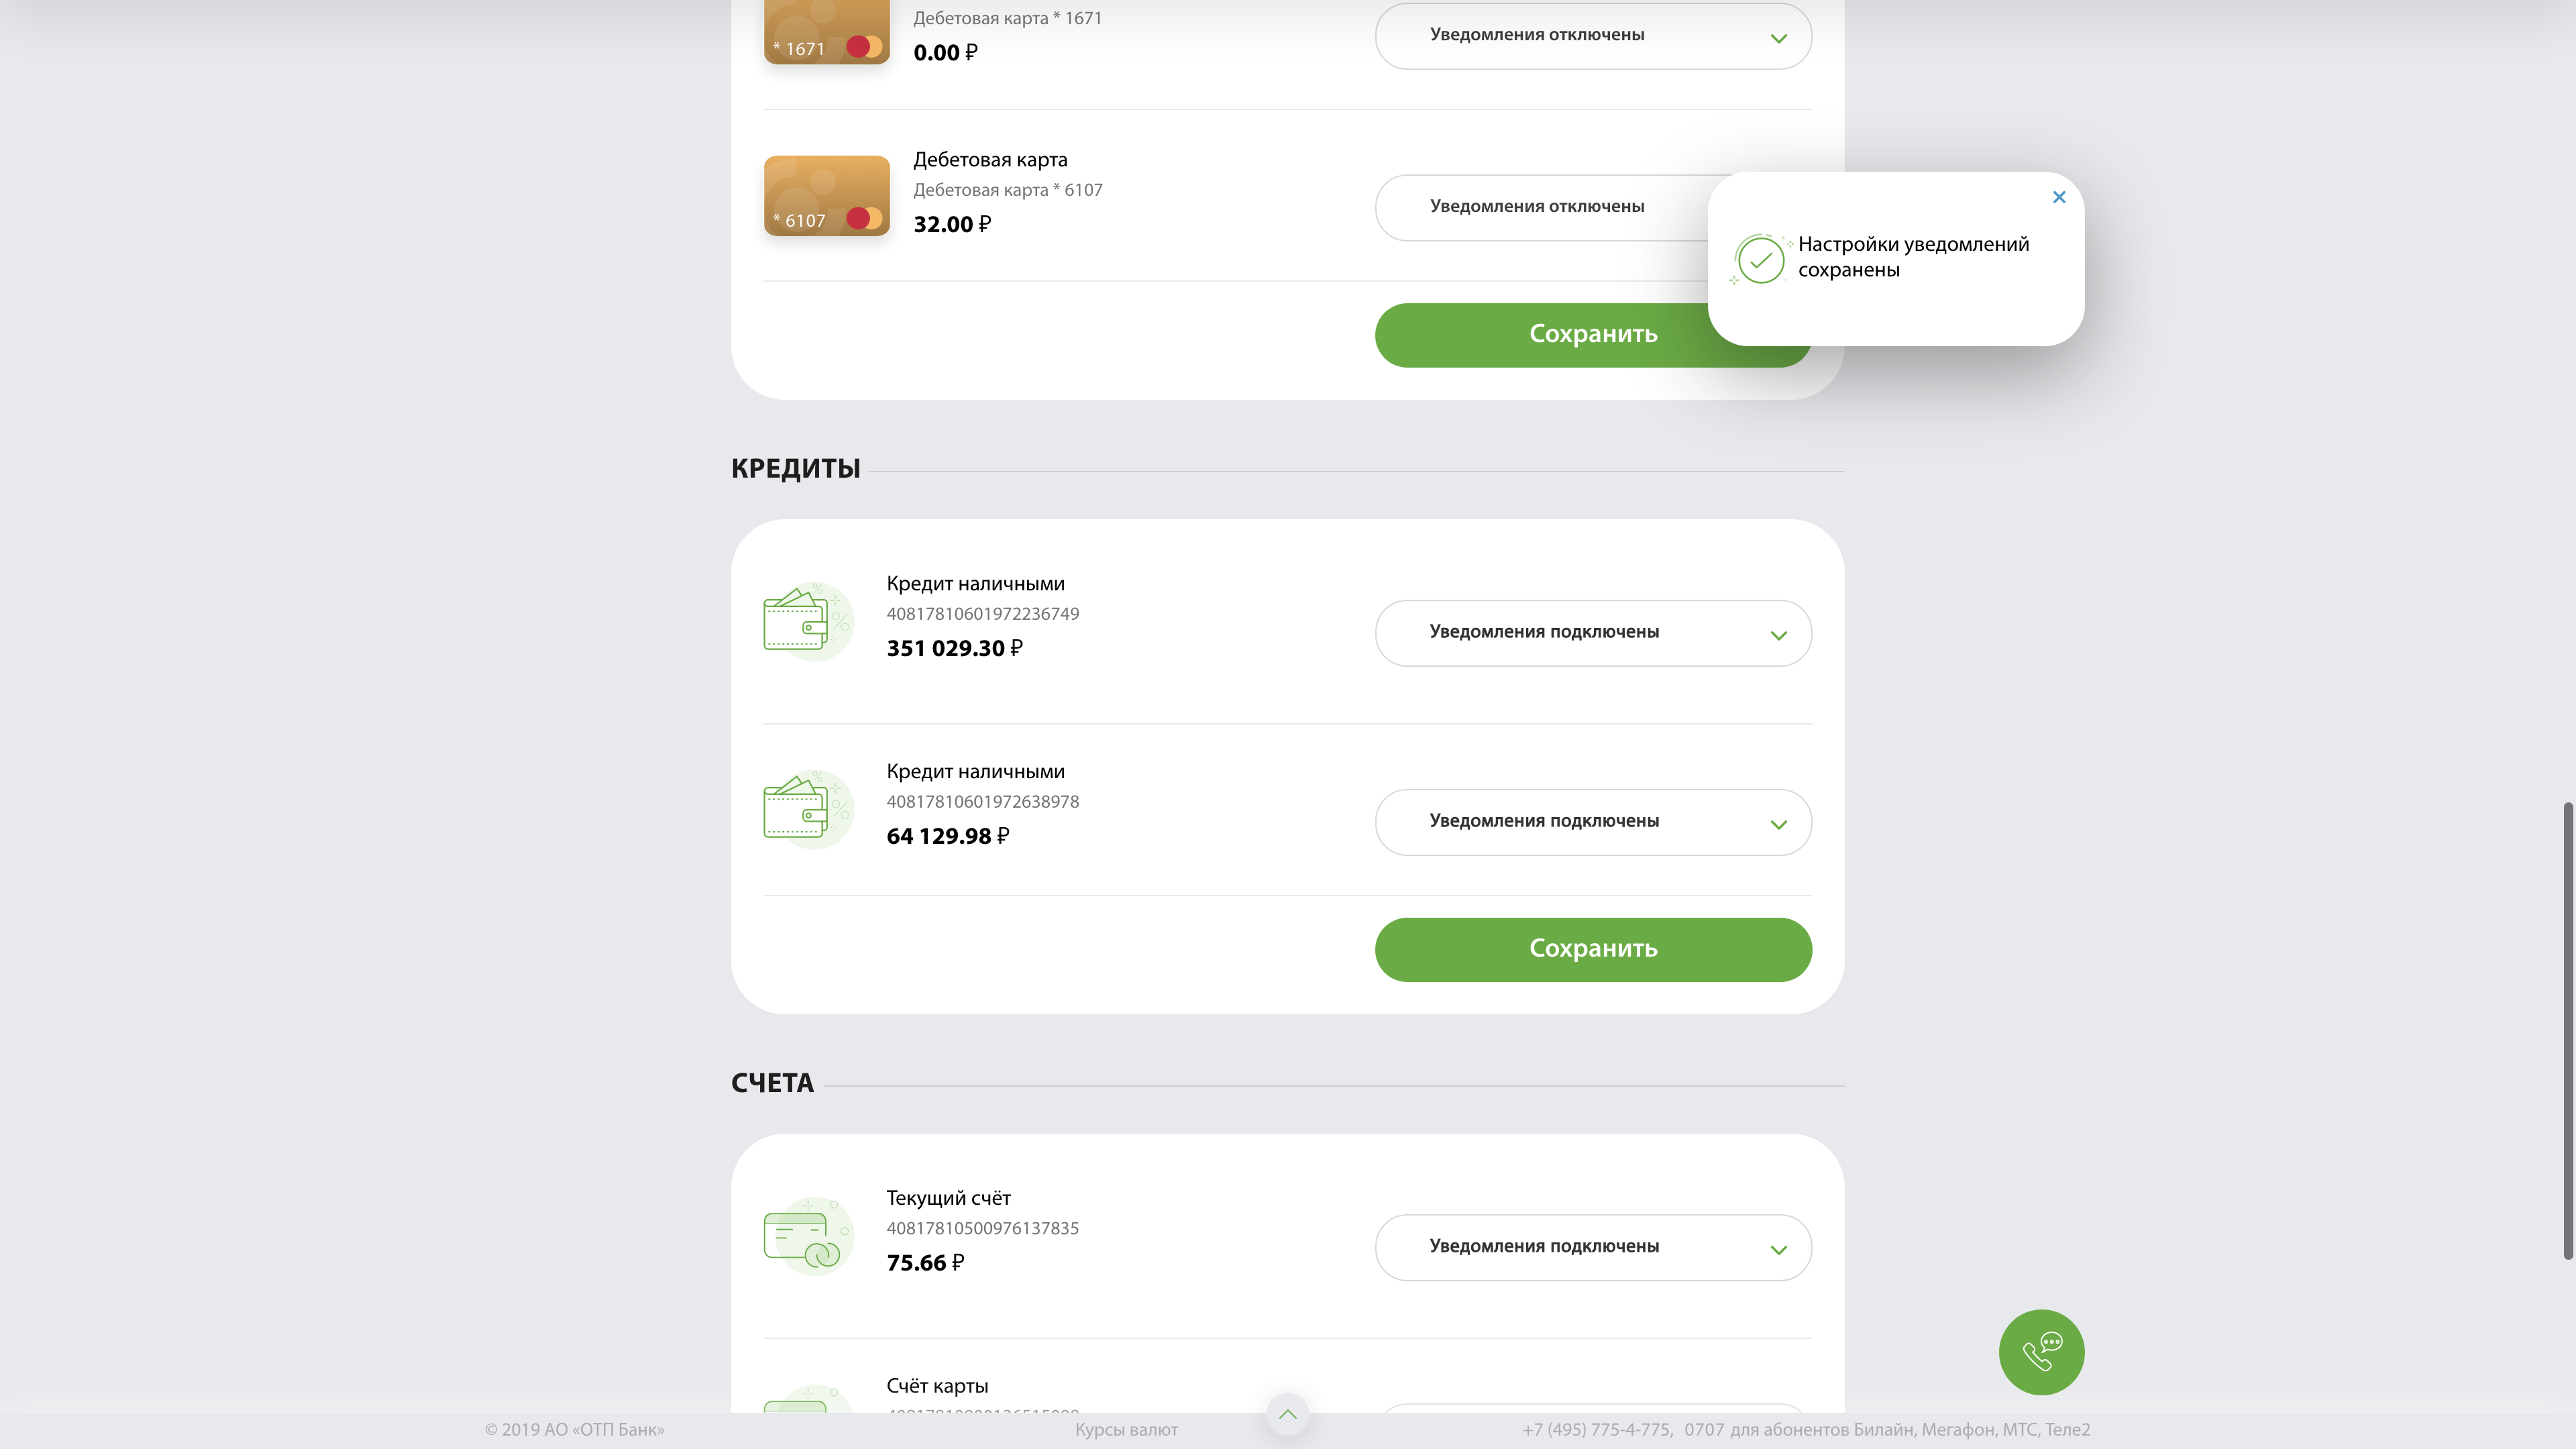 Дебетовая карта * 1671
* 1671
0.00 ₽
Уведомления отключены
Дебетовая карта
Дебетовая карта * 6107
* 6107
32.00 ₽
Уведомления отключены
Настройки уведомлений
сохранены
Сохранить
КРЕДИТЫ
Кредит наличными
40817810601972236749
351 029.30 ₽
Уведомления подключены
Кредит наличными
40817810601972638978
64 129.98 ₽
Уведомления подключены
Сохранить
СЧЕТА
Текущий счёт
40817810500976137835
75.66 ₽
Уведомления подключены
Счёт карты
© 2019 АО «ОТП Банк»
Курсы валют
+7 (495) 775-4-775, 0707 для абонентов Билайн, Мегафон, МТС, Теле2